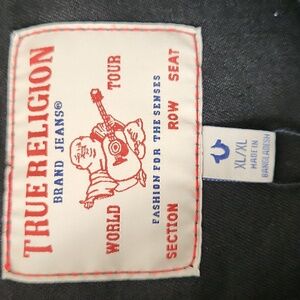 TRUE RELIGION
BRAND JEANS®
WORLD TOUR
FASHION FOR THE SENSES
SECTION ROW SEAT
XL/XL
MADE IN
BANGLADESH